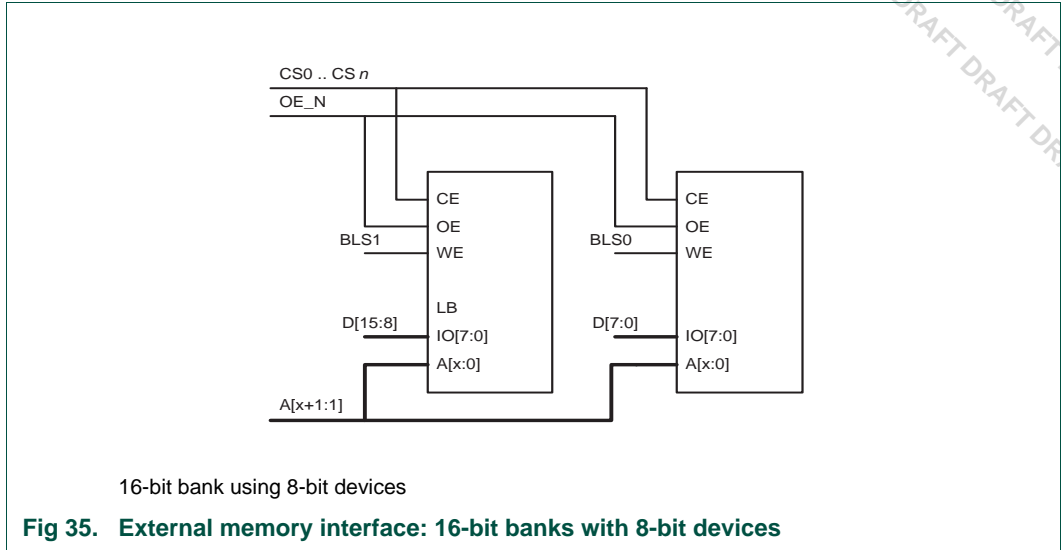 DRAFT
DRAFT DRAFT
CS0 .. CS n
OE_N
CE
OE
BLS1
WE
LB
D[15:8]
IO[7:0]
A[x:0]
CE
OE
BLS0
WE
D[7:0]
IO[7:0]
A[x:0]
A[x+1:1]
16-bit bank using 8-bit devices
Fig 35. External memory interface: 16-bit banks with 8-bit devices